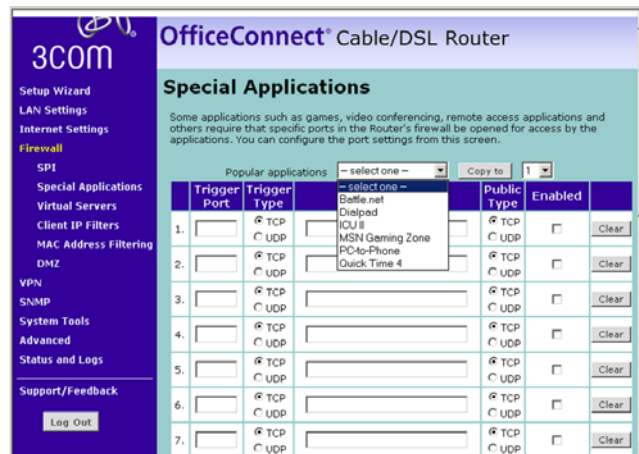 3COM
OfficeConnect® Cable/DSL Router
Setup Wizard
LAN Settings
Internet Settings
Firewall
SPI
Special Applications
Virtual Servers
Client IP Filters
MAC Address Filtering
DMZ
VPN
SNMP
System Tools
Advanced
Status and Logs
Support/Feedback
Log Out
Special Applications
Some applications such as games, video conferencing, remote access applications and
others require that specific ports in the Router's firewall be opened for access by the
applications. You can configure the port settings from this screen.
Popular applications – select one – Copy to 1
– select one –
Battle.net
Dialpad
ICU II
MSN Gaming Zone
PC-to-Phone
Quick Time 4
Trigger Port Trigger Type Public Type Enabled
1. TCP UDP TCP UDP Clear
2. TCP UDP TCP UDP Clear
3. TCP UDP TCP UDP Clear
4. TCP UDP TCP UDP Clear
5. TCP UDP TCP UDP Clear
6. TCP UDP TCP UDP Clear
7. TCP UDP TCP UDP Clear